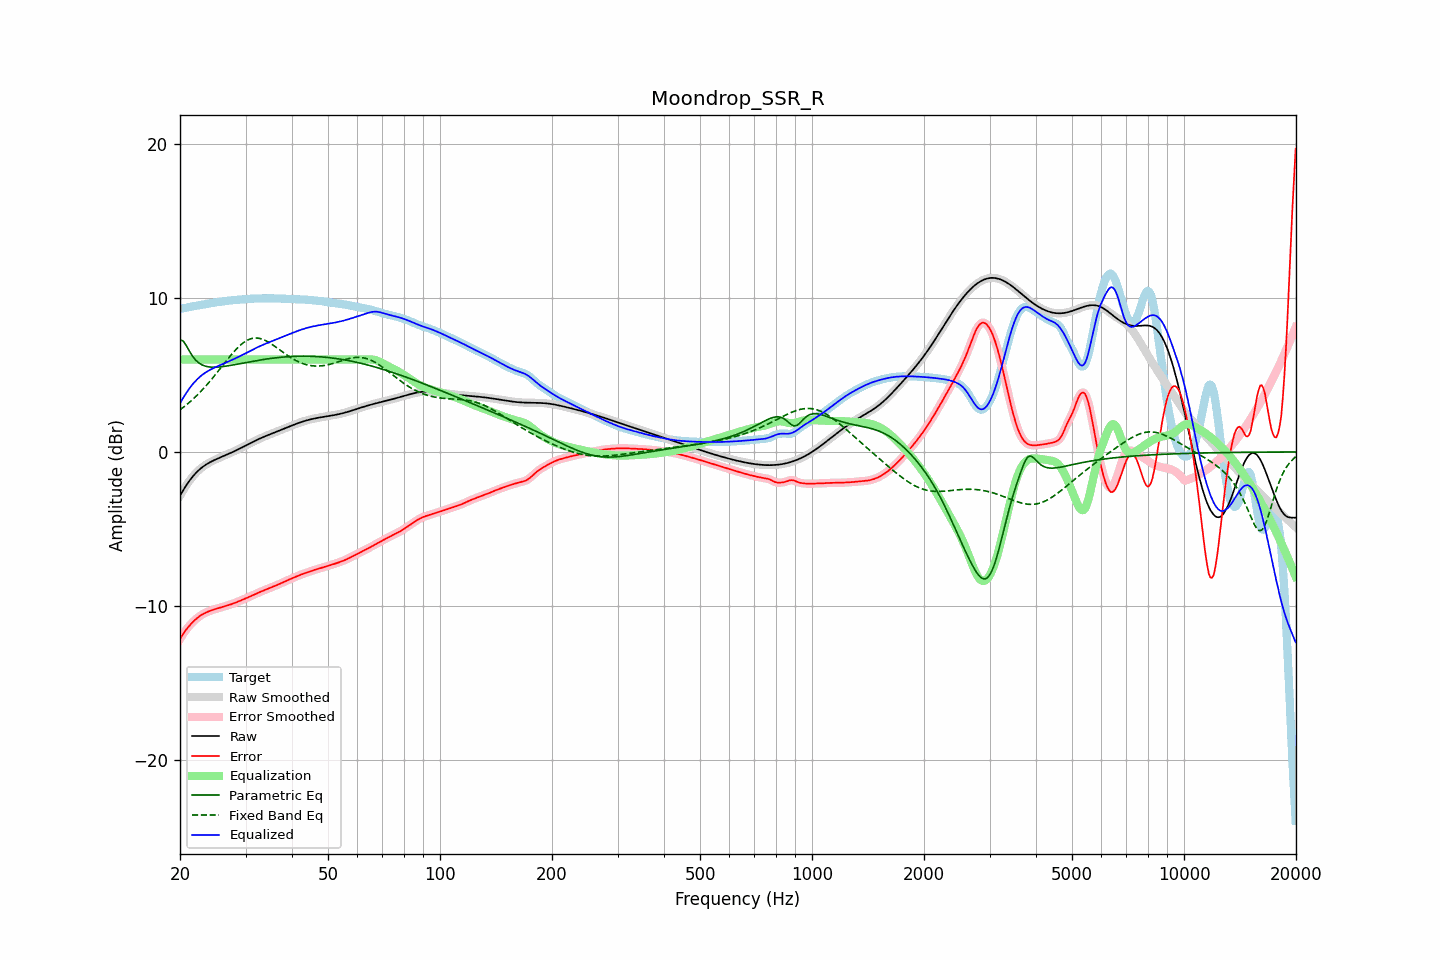 Moondrop_SSR_R
Amplitude (dBr)
20
10
0
−10
−20
Target
Raw Smoothed
Error Smoothed
Raw
Error
Equalization
Parametric Eq
Fixed Band Eq
Equalized
20 50 100 200 500 1000 2000 5000 10000 20000
Frequency (Hz)